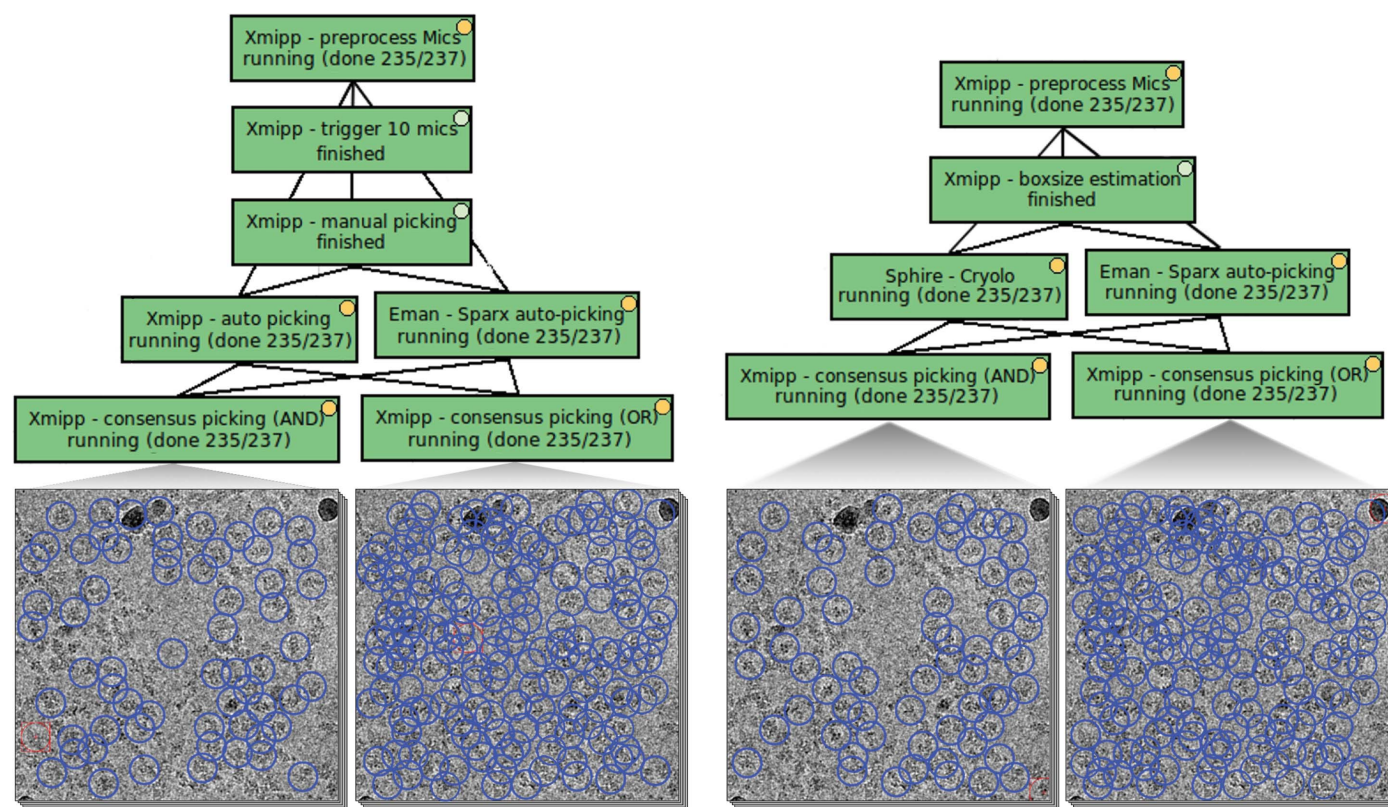 Xmipp - preprocess Mics
running (done 235/237)
Xmipp - trigger 10 mics
finished
Xmipp - manual picking
finished
Xmipp - auto picking
running (done 235/237)
Eman - Sparx auto-picking
running (done 235/237)
Xmipp - consensus picking (AND)
running (done 235/237)
Xmipp - consensus picking (OR)
running (done 235/237)
Xmipp - preprocess Mics
running (done 235/237)
Xmipp - boxsize estimation
finished
Sphire - Cryolo
running (done 235/237)
Eman - Sparx auto-picking
running (done 235/237)
Xmipp - consensus picking (AND)
running (done 235/237)
Xmipp - consensus picking (OR)
running (done 235/237)